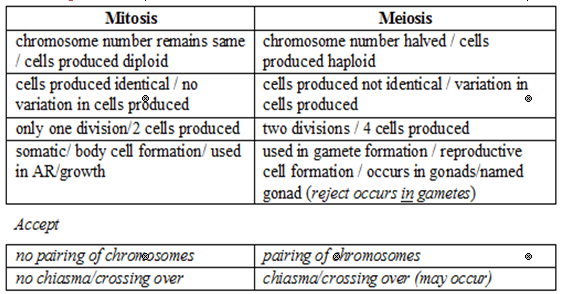 Mitosis
Meiosis
chromosome number remains same
/ cells produced diploid
chromosome number halved / cells
produced haploid
cells produced identical / no
variation in cells produced
cells produced not identical / variation in
cells produced
only one division/2 cells produced
two divisions / 4 cells produced
somatic/ body cell formation/ used
in AR/growth
used in gamete formation / reproductive
cell formation / occurs in gonads/named
gonad (reject occurs in gametes)
Accept
no pairing of chromosomes
pairing of chromosomes
no chiasma/crossing over
chiasma/crossing over (may occur)